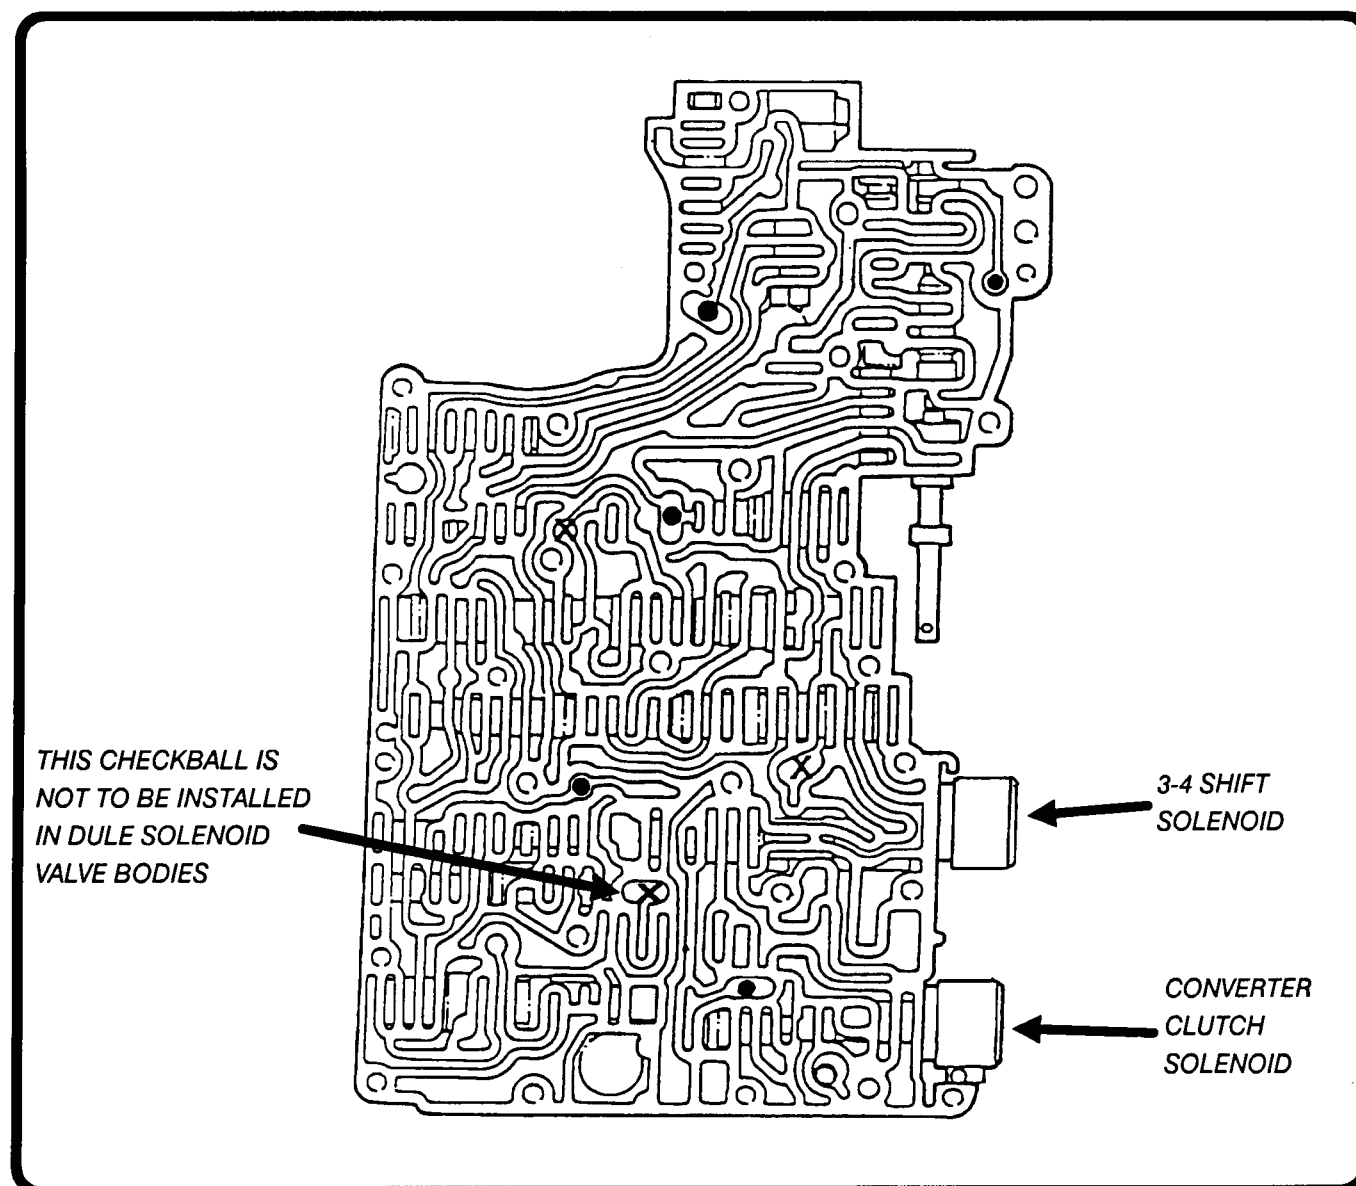 THIS CHECKBALL IS
NOT TO BE INSTALLED
IN DULE SOLENOID
VALVE BODIES
3-4 SHIFT
SOLENOID
CONVERTER
CLUTCH
SOLENOID